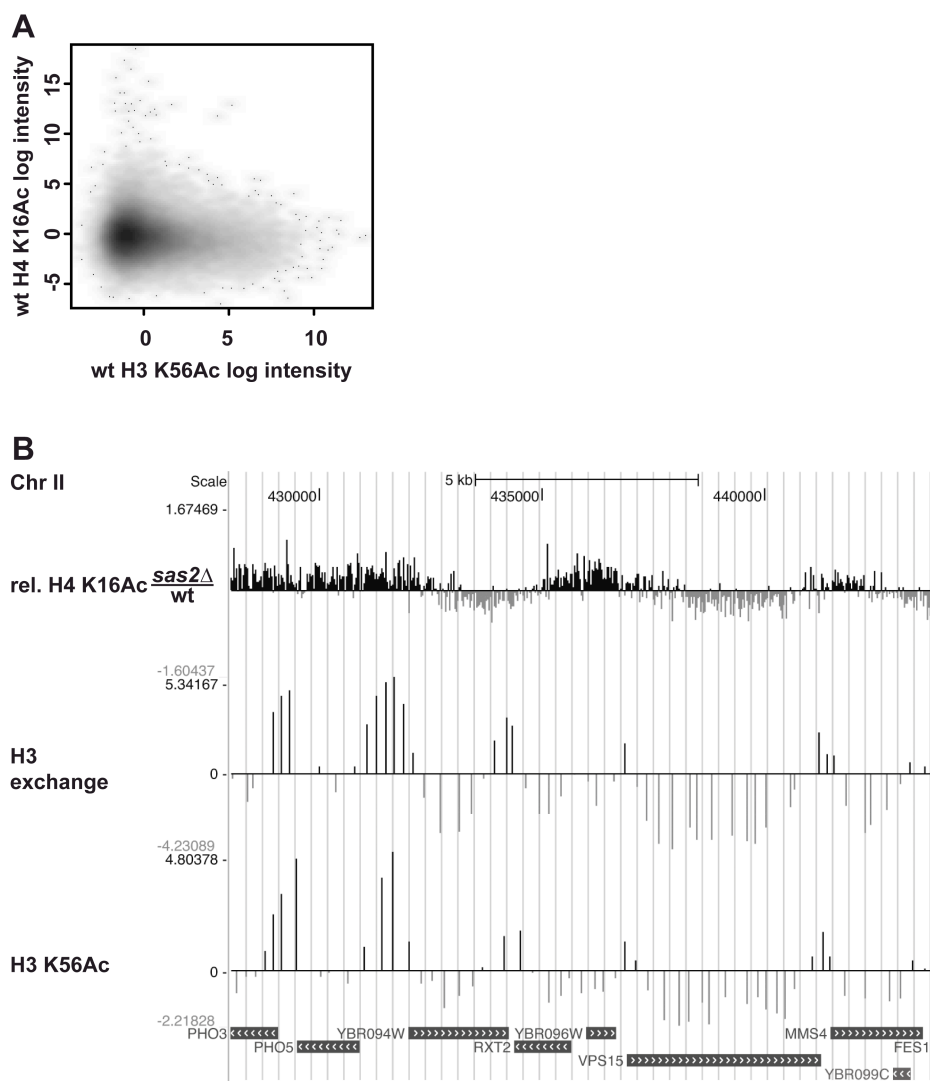 A
wt H4 K16Ac log intensity
15
10
5
0
-5
0 5 10
wt H3 K56Ac log intensity
B
Chr II
Scale
5 kb
430000 435000 440000
1.67469 -
rel. H4 K16Ac sas2Δ
wt
-1.60437
5.34167 -
H3
exchange
0 -
-4.23089
4.80378 -
H3 K56Ac
0 -
-2.21828
PHO3 YBR094W YBR096W MMS4
PHO5 RXT2 FES1
VPS15
YBR099C